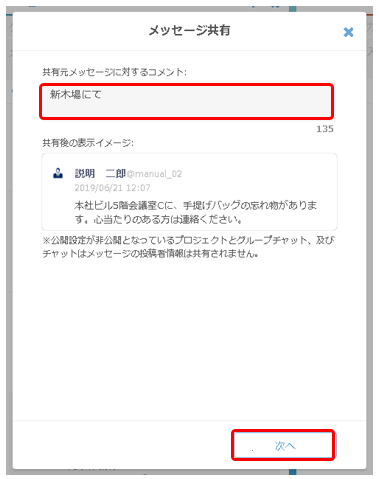 メッセージ共有
共有元メッセージに対するコメント:
新木場にて
135
共有後の表示イメージ:
説明　二郎@manual_02
2019/06/21 12:07
本社ビル5階会議室Cに、手提げバッグの忘れ物がありま
す。心当たりのある方は連絡ください。
※公開設定が非公開となっているプロジェクトとグループチャット、及び
チャットはメッセージの投稿者情報は共有されません。
次へ